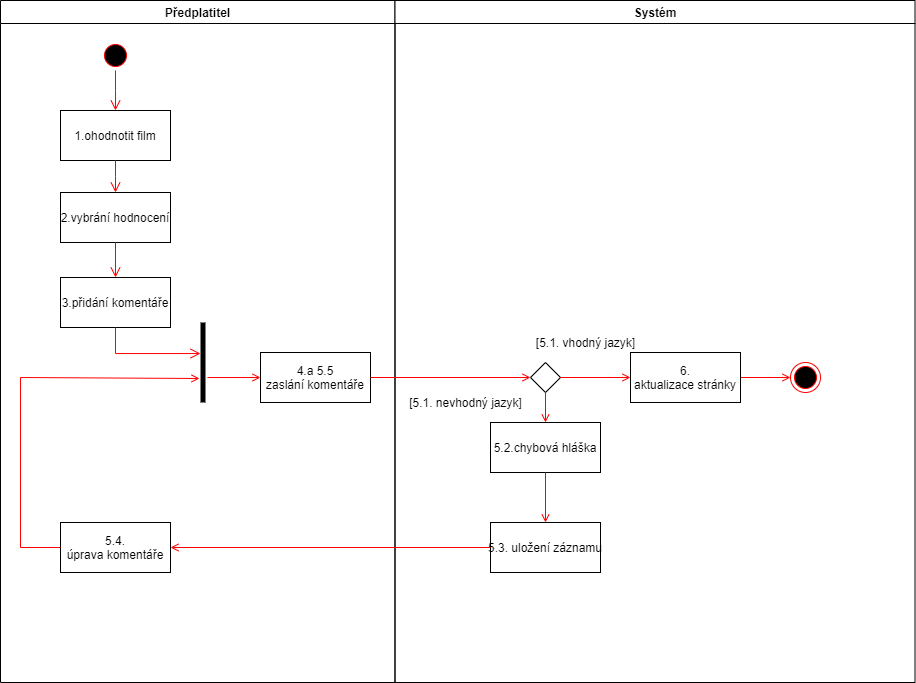 Předplatitel
Systém
1.ohodnotit film
2.vybrání hodnocení
3.přidání komentáře
4.a 5.5
zaslání komentáře
[5.1. vhodný jazyk]
6.
aktualizace stránky
[5.1. nevhodný jazyk]
5.2.chybová hláška
5.3. uložení záznamu
5.4.
úprava komentáře